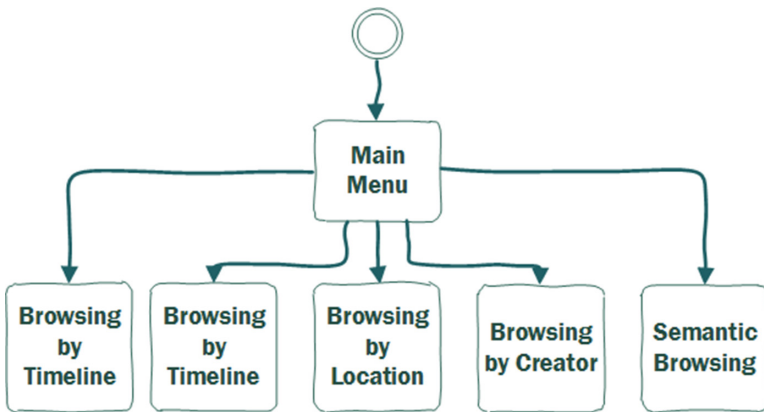 Main
Menu
Browsing
by
Timeline
Browsing
by
Timeline
Browsing
by
Location
Browsing
by Creator
Semantic
Browsing